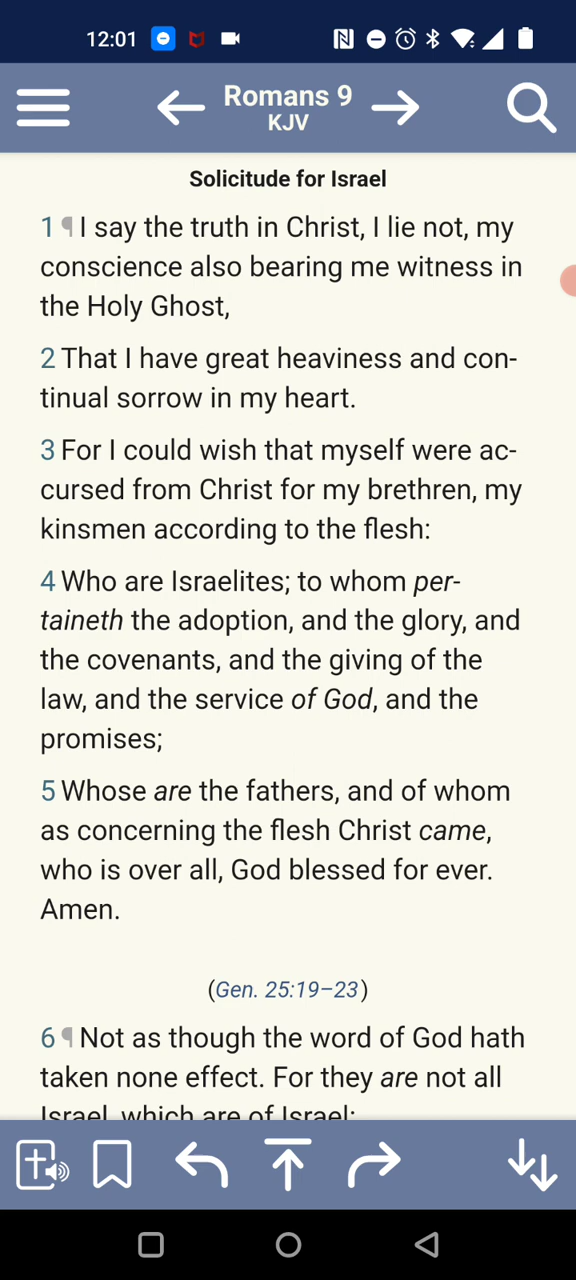 12:01
Romans 9
KJV
Solicitude for Israel
1 ¶ I say the truth in Christ, I lie not, my
conscience also bearing me witness in
the Holy Ghost,
2 That I have great heaviness and con-
tinual sorrow in my heart.
3 For I could wish that myself were ac-
cursed from Christ for my brethren, my
kinsmen according to the flesh:
4 Who are Israelites; to whom per-
taineth the adoption, and the glory, and
the covenants, and the giving of the
law, and the service of God, and the
promises;
5 Whose are the fathers, and of whom
as concerning the flesh Christ came,
who is over all, God blessed for ever.
Amen.
(Gen. 25:19–23)
6 ¶ Not as though the word of God hath
taken none effect. For they are not all
Israel, which are of Israel: